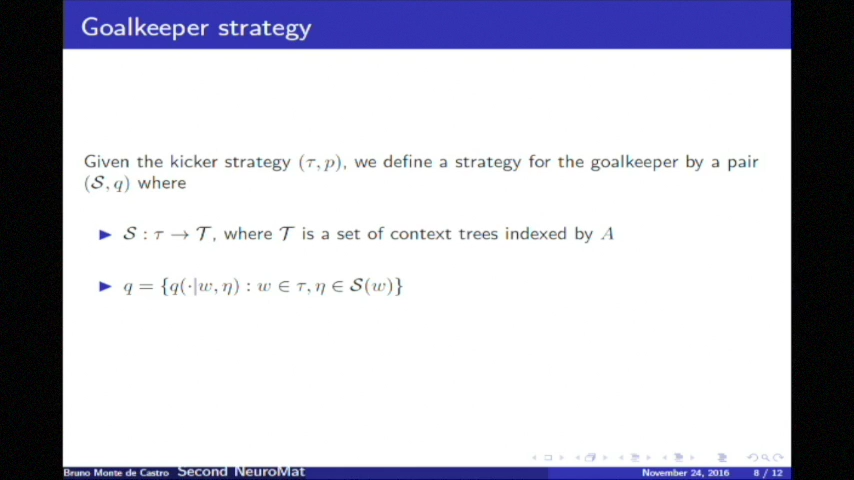 Goalkeeper strategy
Given the kicker strategy (τ, p), we define a strategy for the goalkeeper by a pair
(𝒮, q) where
▶ 𝒮 : τ → 𝒯, where 𝒯 is a set of context trees indexed by A
▶ q = {q(·|w, η) : w ∈ τ, η ∈ 𝒮(w)}
Bruno Monte de Castro Second NeuroMat November 24, 2016 8 / 12